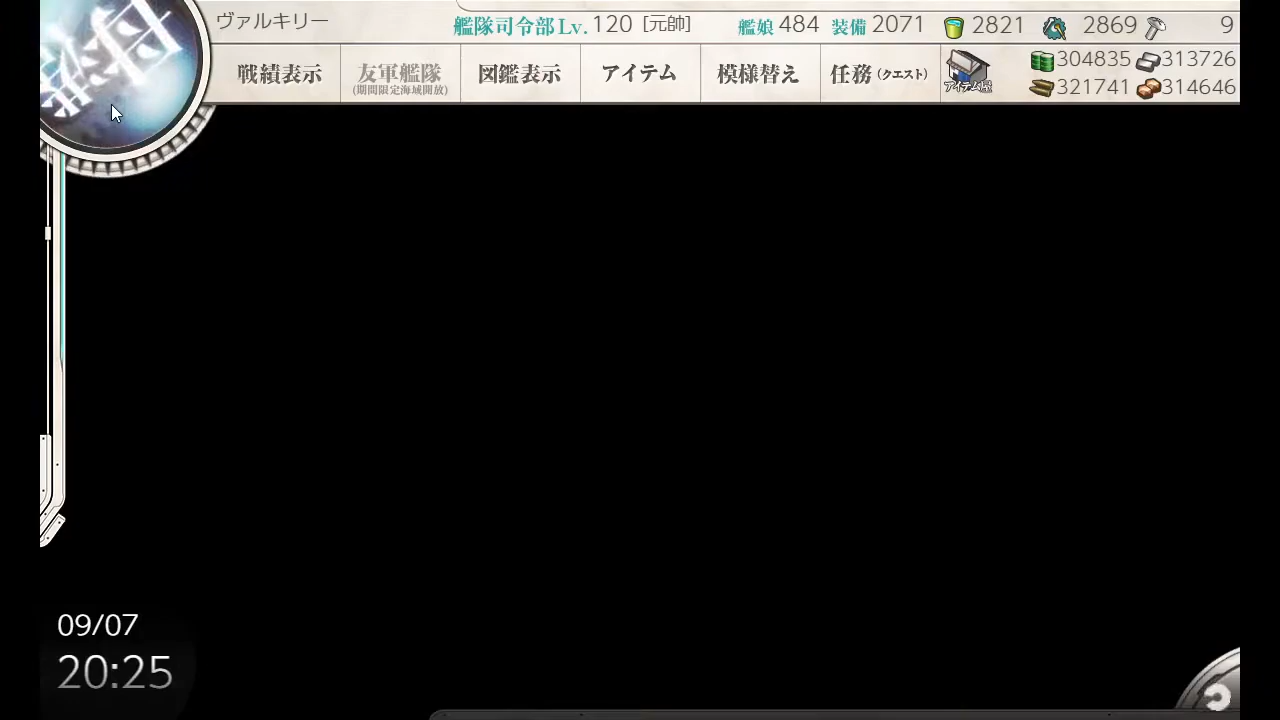 ヴァルキリー 艦隊司令部Lv. 120 [元帥] 艦娘 484 装備 2071 2821 2869 9
戦績表示 友軍艦隊 図鑑表示 アイテム 模様替え 任務(クエスト) アイテム屋 304835 313726
(期間限定海域開放) 321741 314646
母港
09/07
20:25